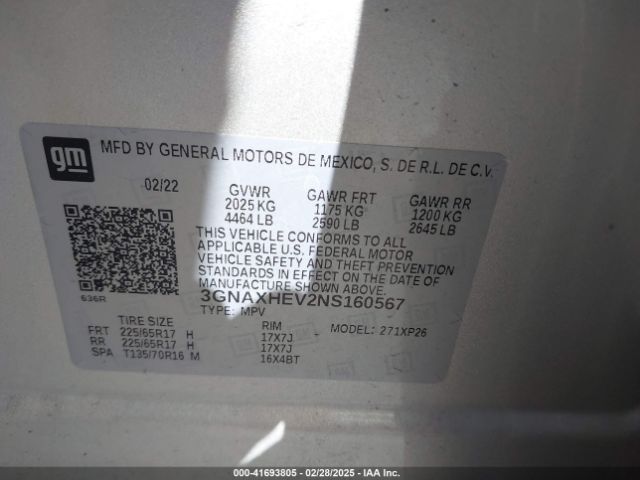 gm
MFD BY GENERAL MOTORS DE MEXICO, S. DE R.L. DE C.V.
02/22 GVWR GAWR FRT GAWR RR
2025 KG 1175 KG 1200 KG
4464 LB 2590 LB 2645 LB
THIS VEHICLE CONFORMS TO ALL
APPLICABLE U.S. FEDERAL MOTOR
VEHICLE SAFETY AND THEFT PREVENTION
STANDARDS IN EFFECT ON THE DATE OF
MANUFACTURE SHOWN ABOVE.
636R 3GNAXHEV2NS160567
TYPE: MPV
TIRE SIZE RIM MODEL: 271XP26
FRT 225/65R17 H 17X7J
RR 225/65R17 H 17X7J
SPA T135/70R16 M 16X4BT
000-41693805 - 02/28/2025 - IAA Inc.